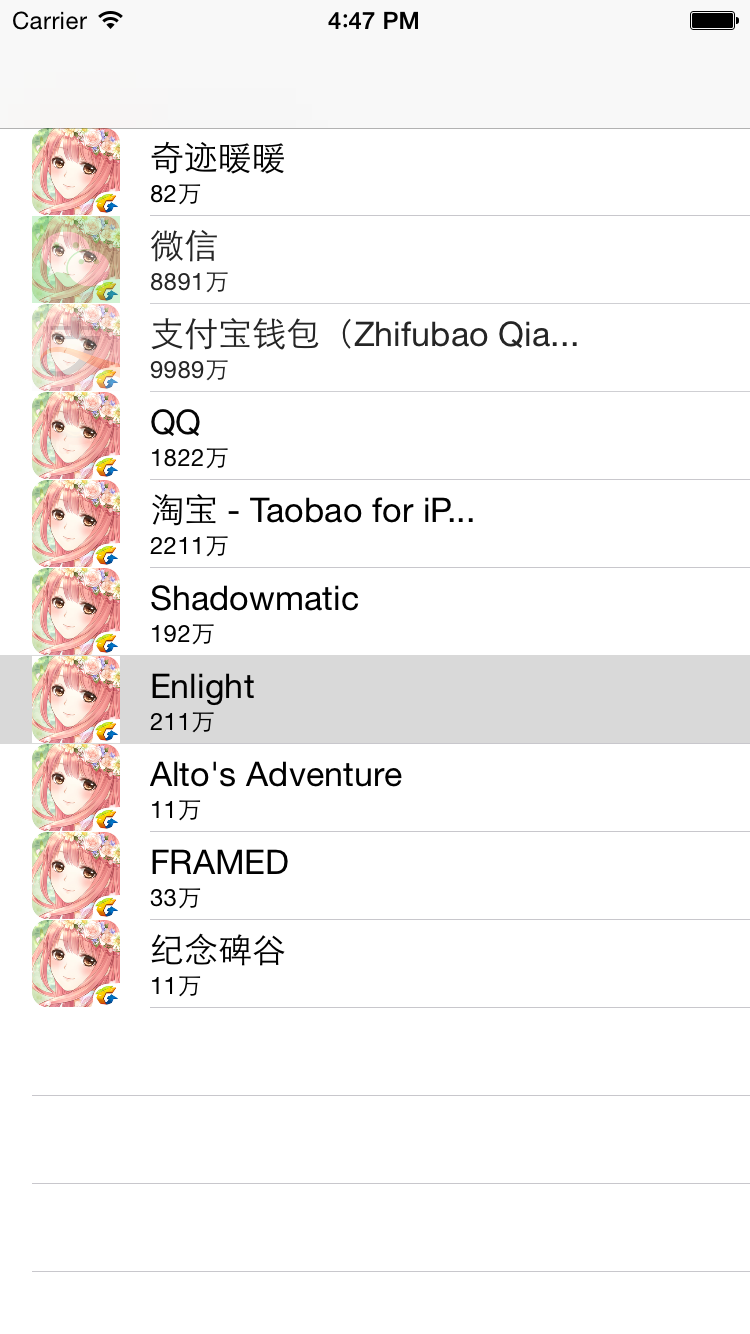 Carrier 4:47 PM
奇迹暖暖
82万
微信
8891万
支付宝钱包（Zhifubao Qia...
9989万
QQ
1822万
淘宝 - Taobao for iP...
2211万
Shadowmatic
192万
Enlight
211万
Alto's Adventure
11万
FRAMED
33万
纪念碑谷
11万